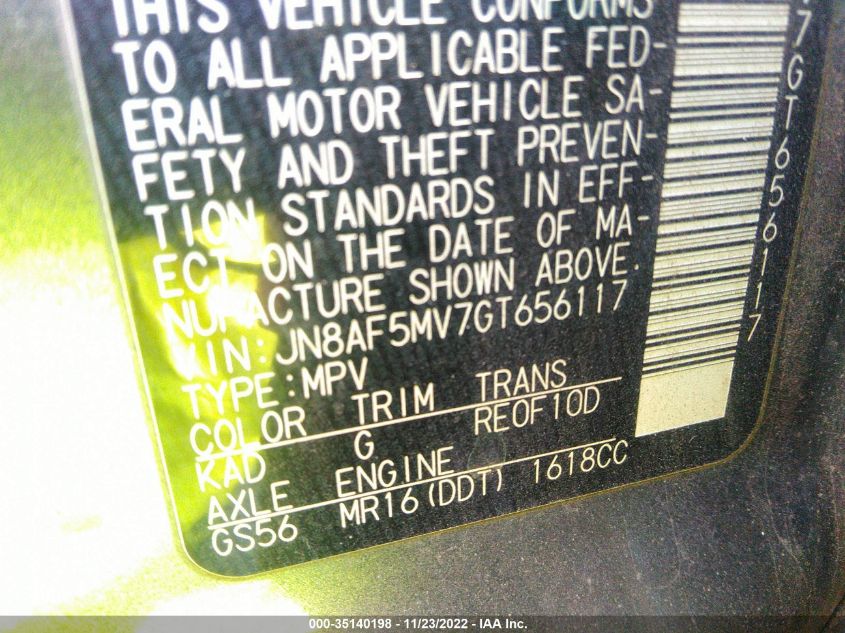 THIS VEHICLE CONFORMS
TO ALL APPLICABLE FED-
ERAL MOTOR VEHICLE SA-
FETY AND THEFT PREVEN-
TION STANDARDS IN EFF-
ECT ON THE DATE OF MA-
NUFACTURE SHOWN ABOVE.
VIN:JN8AF5MV7GT656117
TYPE:MPV
COLOR TRIM TRANS
KAD G RE0F10D
AXLE ENGINE
GS56 MR16(DDT) 1618CC
7GT656117
000-35140198 - 11/23/2022 - IAA Inc.